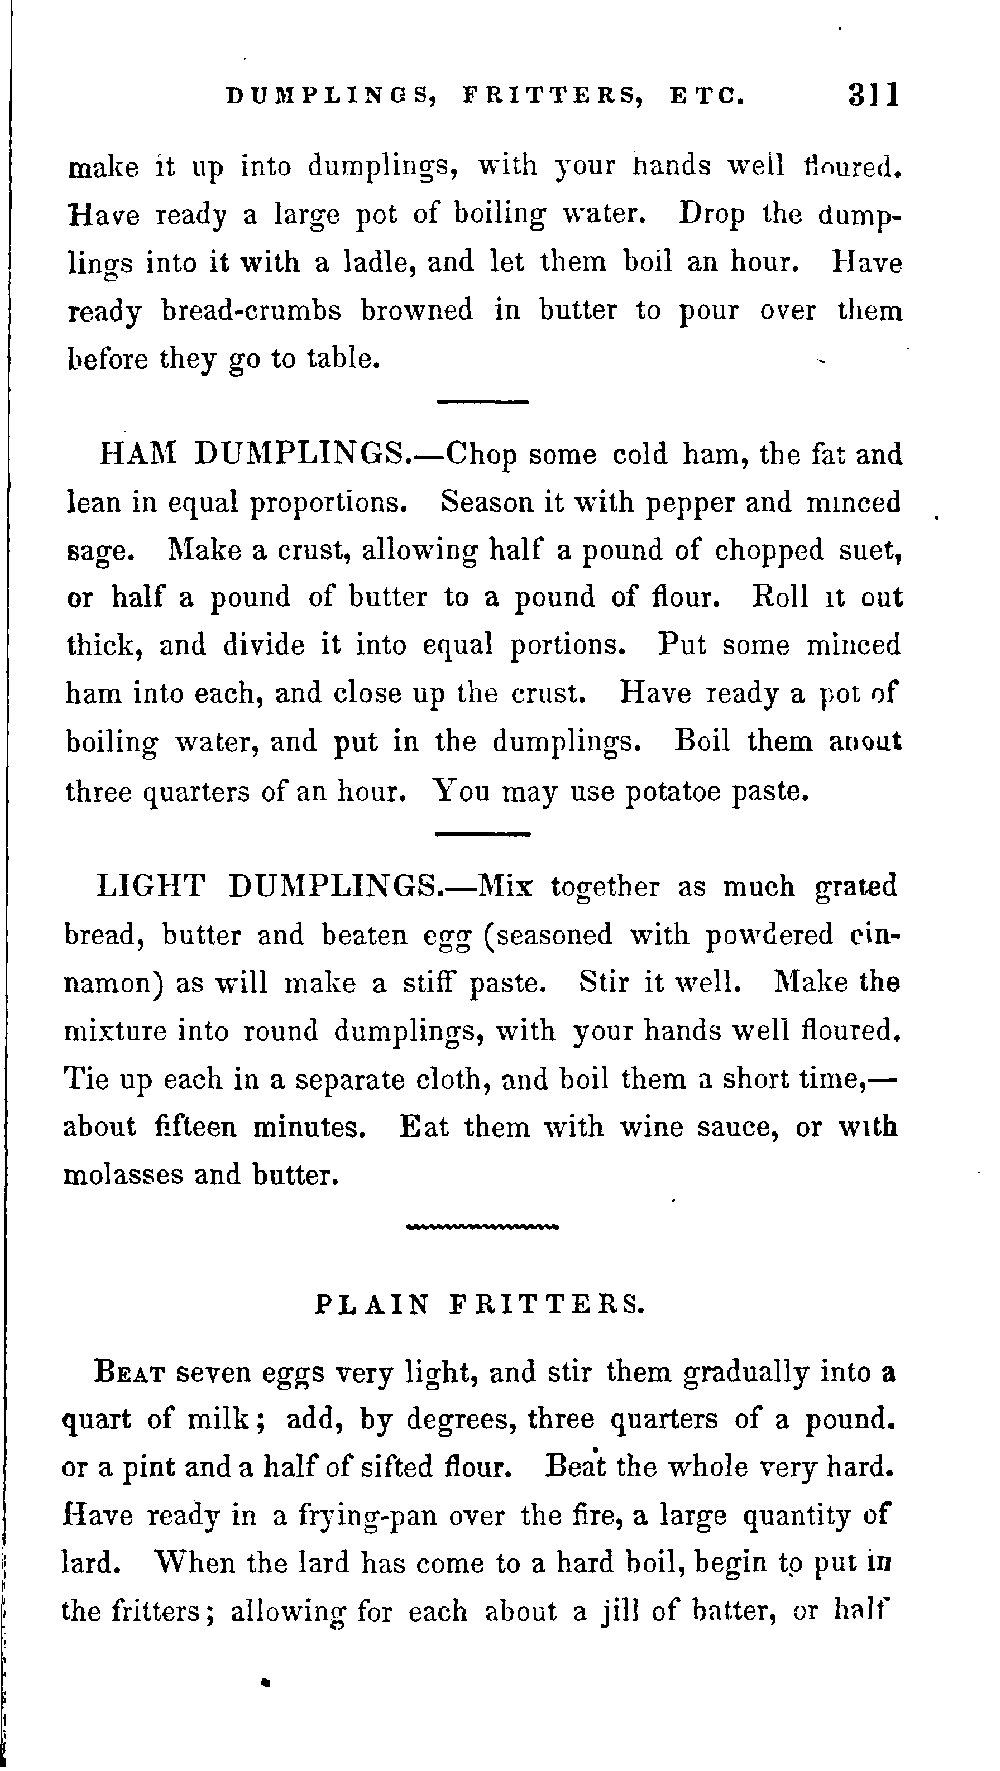 DUMPLINGS, FRITTERS, ETC. 311
make it up into dumplings, with your hands well floured.
Have ready a large pot of boiling water. Drop the dump-
lings into it with a ladle, and let them boil an hour. Have
ready bread-crumbs browned in butter to pour over them
before they go to table.
HAM DUMPLINGS.—Chop some cold ham, the fat and
lean in equal proportions. Season it with pepper and minced
sage. Make a crust, allowing half a pound of chopped suet,
or half a pound of butter to a pound of flour. Roll it out
thick, and divide it into equal portions. Put some minced
ham into each, and close up the crust. Have ready a pot of
boiling water, and put in the dumplings. Boil them about
three quarters of an hour. You may use potatoe paste.
LIGHT DUMPLINGS.—Mix together as much grated
bread, butter and beaten egg (seasoned with powdered cin-
namon) as will make a stiff paste. Stir it well. Make the
mixture into round dumplings, with your hands well floured.
Tie up each in a separate cloth, and boil them a short time,—
about fifteen minutes. Eat them with wine sauce, or with
molasses and butter.
PLAIN FRITTERS.
BEAT seven eggs very light, and stir them gradually into a
quart of milk; add, by degrees, three quarters of a pound.
or a pint and a half of sifted flour. Beat the whole very hard.
Have ready in a frying-pan over the fire, a large quantity of
lard. When the lard has come to a hard boil, begin to put in
the fritters; allowing for each about a jill of batter, or half